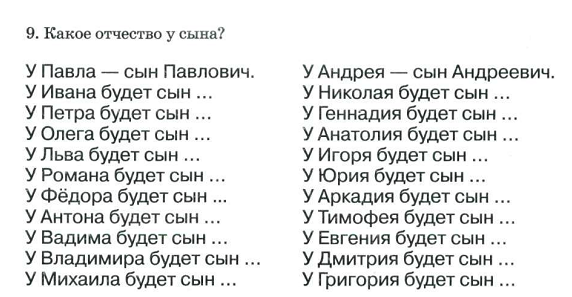 9. Какое отчество у сына?
У Павла — сын Павлович.
У Ивана будет сын ...
У Петра будет сын ...
У Олега будет сын ...
У Льва будет сын ...
У Романа будет сын ...
У Фёдора будет сын ...
У Антона будет сын ...
У Вадима будет сын ...
У Владимира будет сын ...
У Михаила будет сын ...
У Андрея — сын Андреевич.
У Николая будет сын ...
У Геннадия будет сын ...
У Анатолия будет сын ...
У Игоря будет сын ...
У Юрия будет сын ...
У Аркадия будет сын ...
У Тимофея будет сын ...
У Евгения будет сын ...
У Дмитрия будет сын ...
У Григория будет сын ...